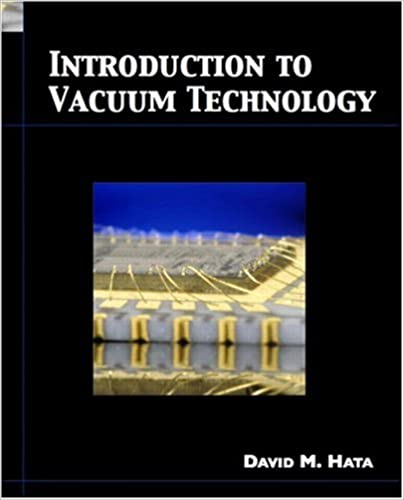 INTRODUCTION TO
VACUUM TECHNOLOGY
DAVID M. HATA